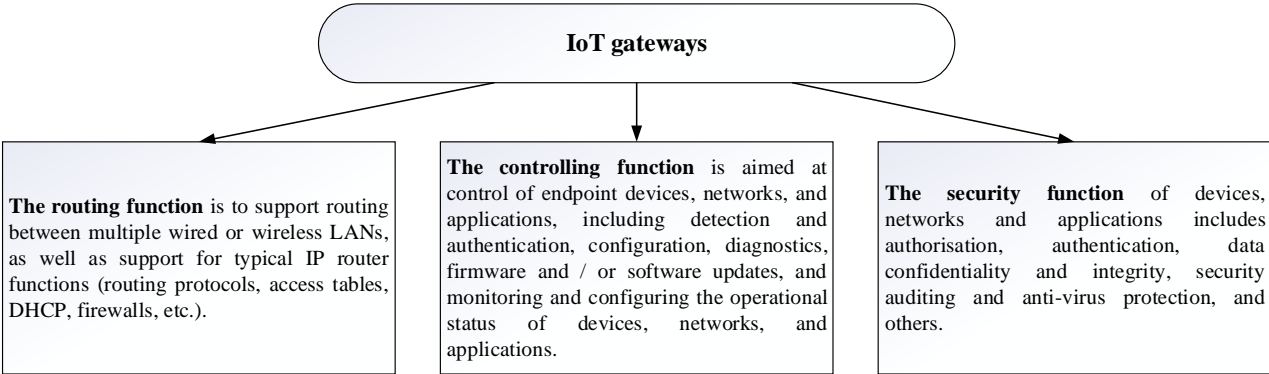 IoT gateways
The routing function is to support routing
between multiple wired or wireless LANs,
as well as support for typical IP router
functions (routing protocols, access tables,
DHCP, firewalls, etc.).
The controlling function is aimed at
control of endpoint devices, networks, and
applications, including detection and
authentication, configuration, diagnostics,
firmware and / or software updates, and
monitoring and configuring the operational
status of devices, networks, and
applications.
The security function of devices,
networks and applications includes
authorisation, authentication, data
confidentiality and integrity, security
auditing and anti-virus protection, and
others.